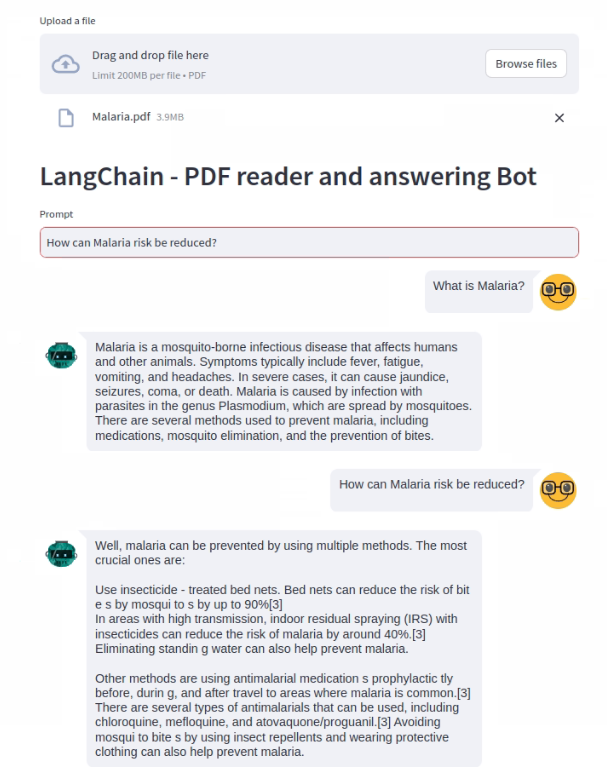 Upload a file
Drag and drop file here
Limit 200MB per file • PDF
Browse files
Malaria.pdf 3.9MB
LangChain - PDF reader and answering Bot
Prompt
How can Malaria risk be reduced?
What is Malaria?
Malaria is a mosquito-borne infectious disease that affects humans
and other animals. Symptoms typically include fever, fatigue,
vomiting, and headaches. In severe cases, it can cause jaundice,
seizures, coma, or death. Malaria is caused by infection with
parasites in the genus Plasmodium, which are spread by mosquitoes.
There are several methods used to prevent malaria, including
medications, mosquito elimination, and the prevention of bites.
How can Malaria risk be reduced?
Well, malaria can be prevented by using multiple methods. The most
crucial ones are:
Use insecticide - treated bed nets. Bed nets can reduce the risk of bit
e s by mosqui to s by up to 90%[3]
In areas with high transmission, indoor residual spraying (IRS) with
insecticides can reduce the risk of malaria by around 40%.[3]
Eliminating standin g water can also help prevent malaria.
Other methods are using antimalarial medication s prophylactic tly
before, durin g, and after travel to areas where malaria is common.[3]
There are several types of antimalarials that can be used, including
chloroquine, mefloquine, and atovaquone/proguanil.[3] Avoiding
mosqui to bite s by using insect repellents and wearing protective
clothing can also help prevent malaria.